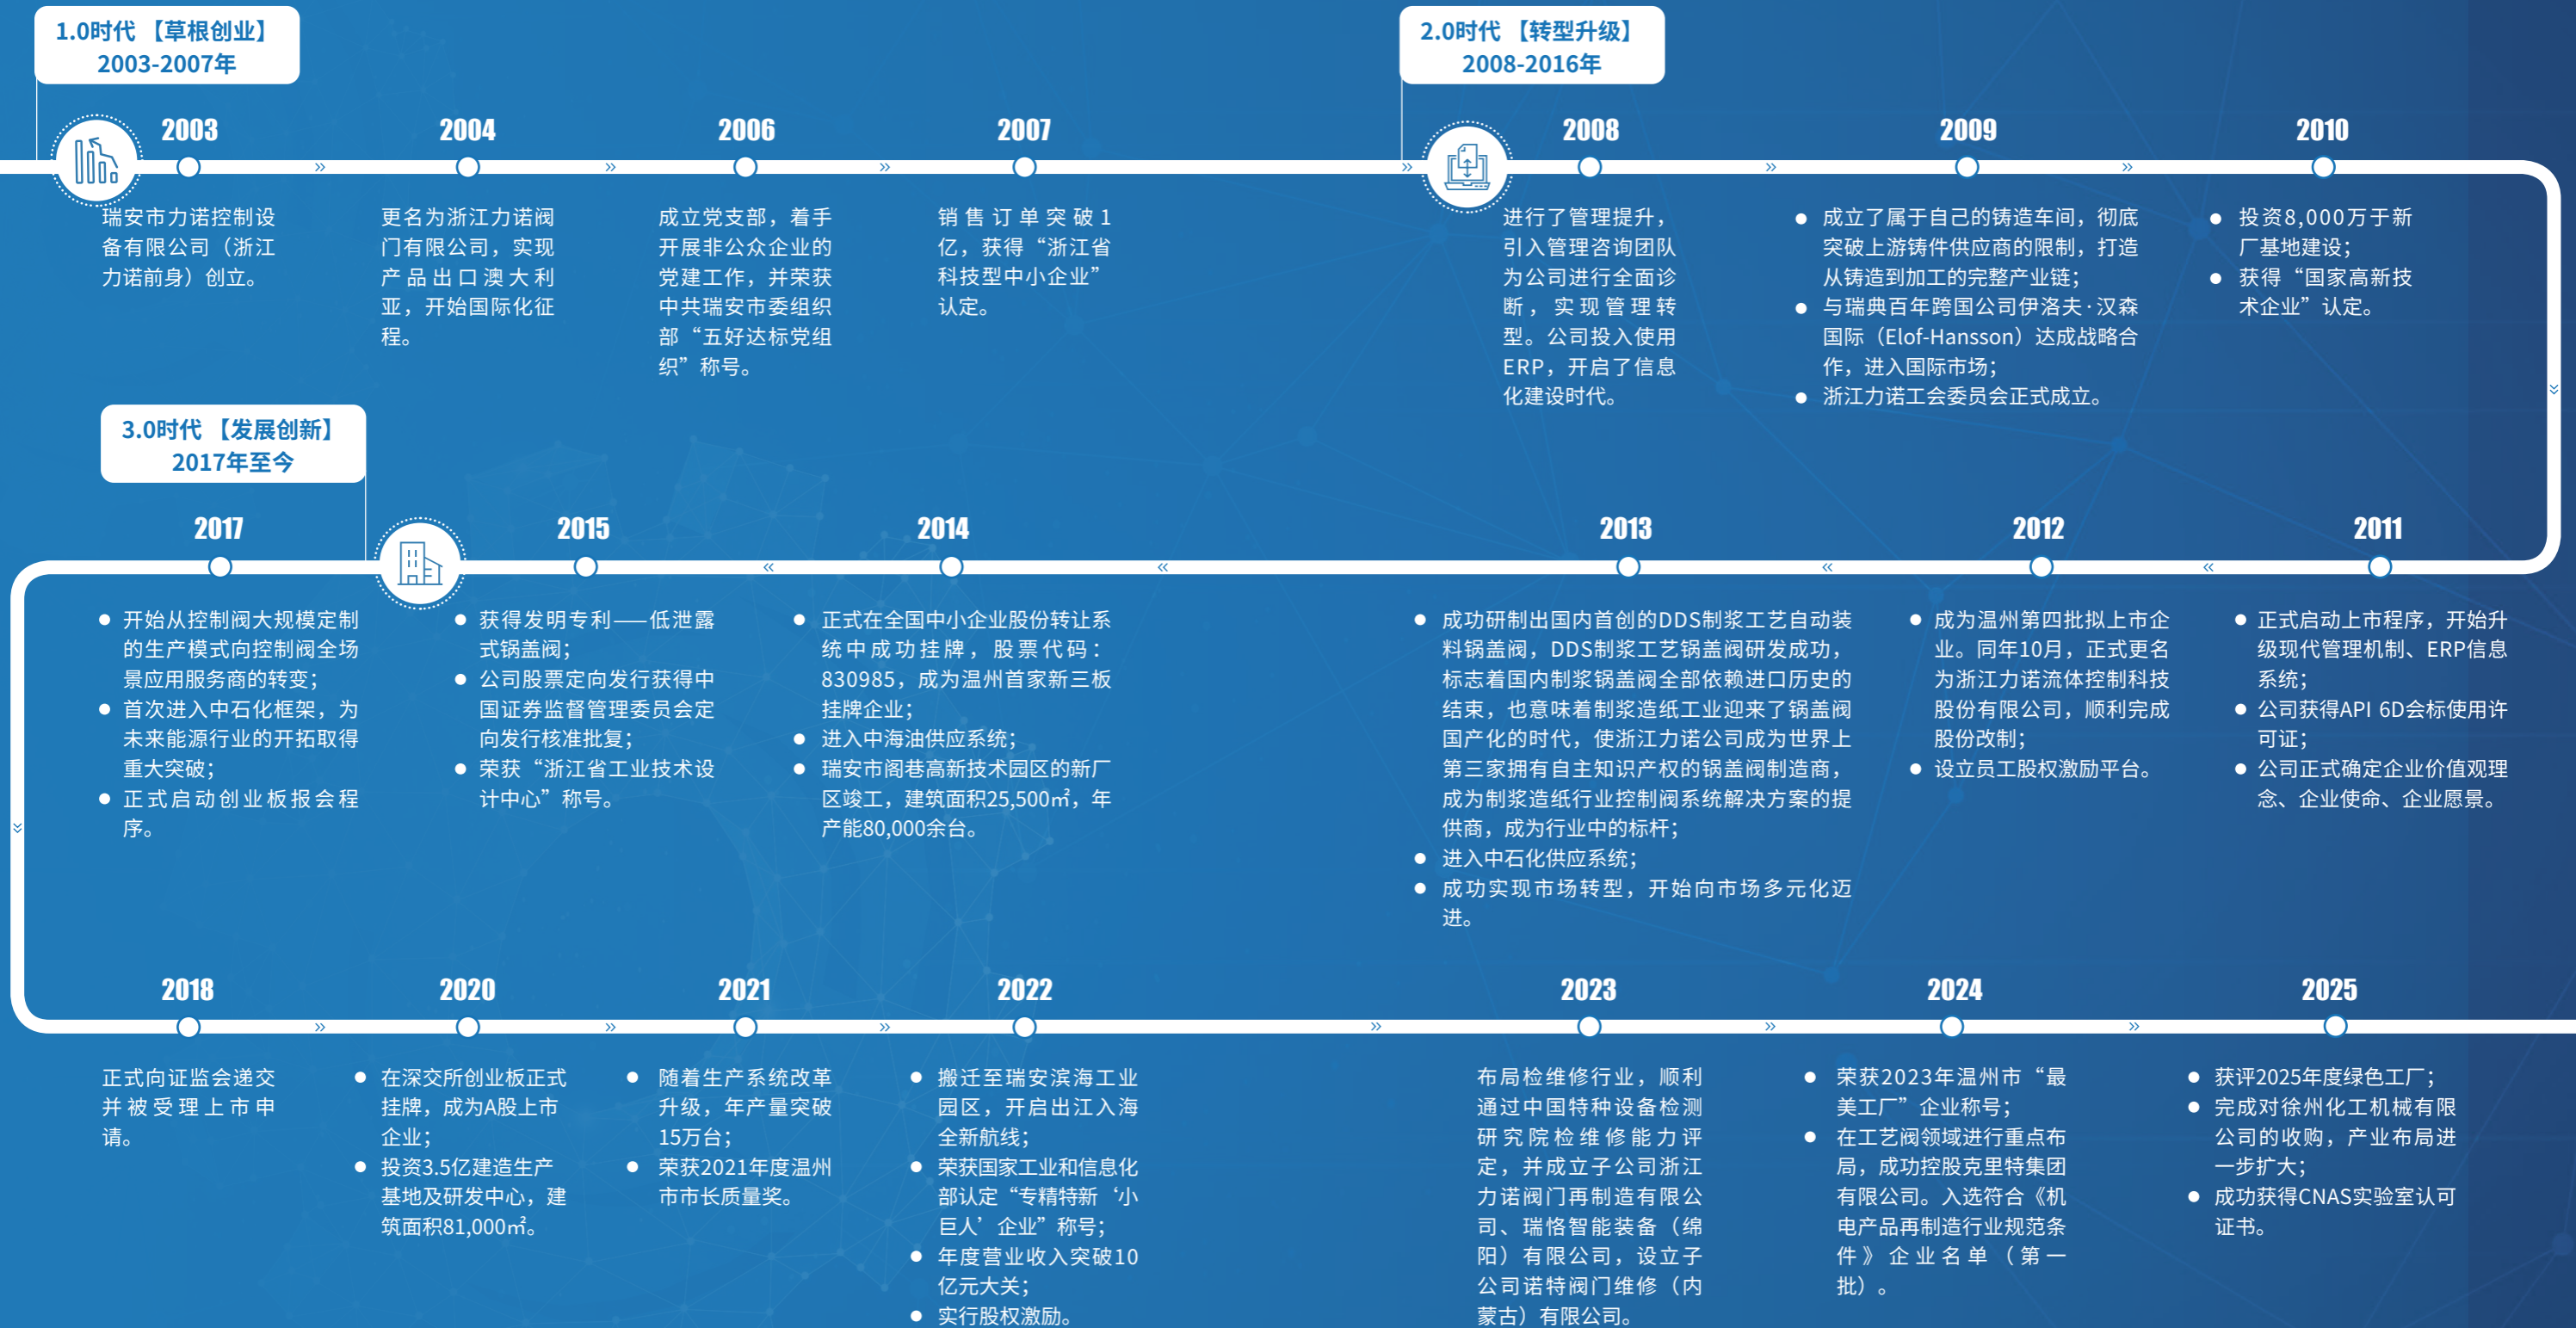 1.0时代 【草根创业】
2003-2007年
2003
瑞安市力诺控制设
备有限公司（浙江
力诺前身）创立。
2004
更名为浙江力诺阀
门有限公司，实现
产品出口澳大利
亚，开始国际化征
程。
2006
成立党支部，着手
开展非公众企业的
党建工作，并荣获
中共瑞安市委组织
部“五好达标党组
织”称号。
2007
销售订单突破1
亿，获得“浙江省
科技型中小企业”
认定。
2.0时代 【转型升级】
2008-2016年
2008
进行了管理提升，
引入管理咨询团队
为公司进行全面诊
断，实现管理转
型。公司投入使用
ERP，开启了信息
化建设时代。
2009
成立了属于自己的铸造车间，彻底
突破上游铸件供应商的限制，打造
从铸造到加工的完整产业链；
与瑞典百年跨国公司伊洛夫·汉森
国际（Elof-Hansson）达成战略合
作，进入国际市场；
浙江力诺工会委员会正式成立。
2010
投资8,000万于新
厂基地建设；
获得“国家高新技
术企业”认定。
2011
正式启动上市程序，开始升
级现代管理机制、ERP信息
系统；
公司获得API 6D会标使用许
可证；
公司正式确定企业价值观理
念、企业使命、企业愿景。
2012
成为温州第四批拟上市企
业。同年10月，正式更名
为浙江力诺流体控制科技
股份有限公司，顺利完成
股份改制；
设立员工股权激励平台。
2013
成功研制出国内首创的DDS制浆工艺自动装
料锅盖阀，DDS制浆工艺锅盖阀研发成功，
标志着国内制浆锅盖阀全部依赖进口历史的
结束，也意味着制浆造纸工业迎来了锅盖阀
国产化的时代，使浙江力诺公司成为世界上
第三家拥有自主知识产权的锅盖阀制造商，
成为制浆造纸行业控制阀系统解决方案的提
供商，成为行业中的标杆；
进入中石化供应系统；
成功实现市场转型，开始向市场多元化迈
进。
2014
正式在全国中小企业股份转让系
统中成功挂牌，股票代码：
830985，成为温州首家新三板
挂牌企业；
进入中海油供应系统；
瑞安市阁巷高新技术园区的新厂
区竣工，建筑面积25,500㎡，年
产能80,000余台。
2015
获得发明专利——低泄露
式锅盖阀；
公司股票定向发行获得中
国证券监督管理委员会定
向发行核准批复；
荣获“浙江省工业技术设
计中心”称号。
3.0时代 【发展创新】
2017年至今
2017
开始从控制阀大规模定制
的生产模式向控制阀全场
景应用服务商的转变；
首次进入中石化框架，为
未来能源行业的开拓取得
重大突破；
正式启动创业板报会程
序。
2018
正式向证监会递交
并被受理上市申
请。
2020
在深交所创业板正式
挂牌，成为A股上市
企业；
投资3.5亿建造生产
基地及研发中心，建
筑面积81,000㎡。
2021
随着生产系统改革
升级，年产量突破
15万台；
荣获2021年度温州
市市长质量奖。
2022
搬迁至瑞安滨海工业
园区，开启出江入海
全新航线；
荣获国家工业和信息化
部认定“专精特新‘小
巨人’企业”称号；
年度营业收入突破10
亿元大关；
实行股权激励。
2023
布局检维修行业，顺利
通过中国特种设备检测
研究院检维修能力评
定，并成立子公司浙江
力诺阀门再制造有限公
司、瑞恪智能装备（绵
阳）有限公司，设立子
公司诺特阀门维修（内
蒙古）有限公司。
2024
荣获2023年温州市“最
美工厂”企业称号；
在工艺阀领域进行重点布
局，成功控股克里特集团
有限公司。入选符合《机
电产品再制造行业规范条
件》企业名单（第一
批）。
2025
获评2025年度绿色工厂；
完成对徐州化工机械有限
公司的收购，产业布局进
一步扩大；
成功获得CNAS实验室认可
证书。